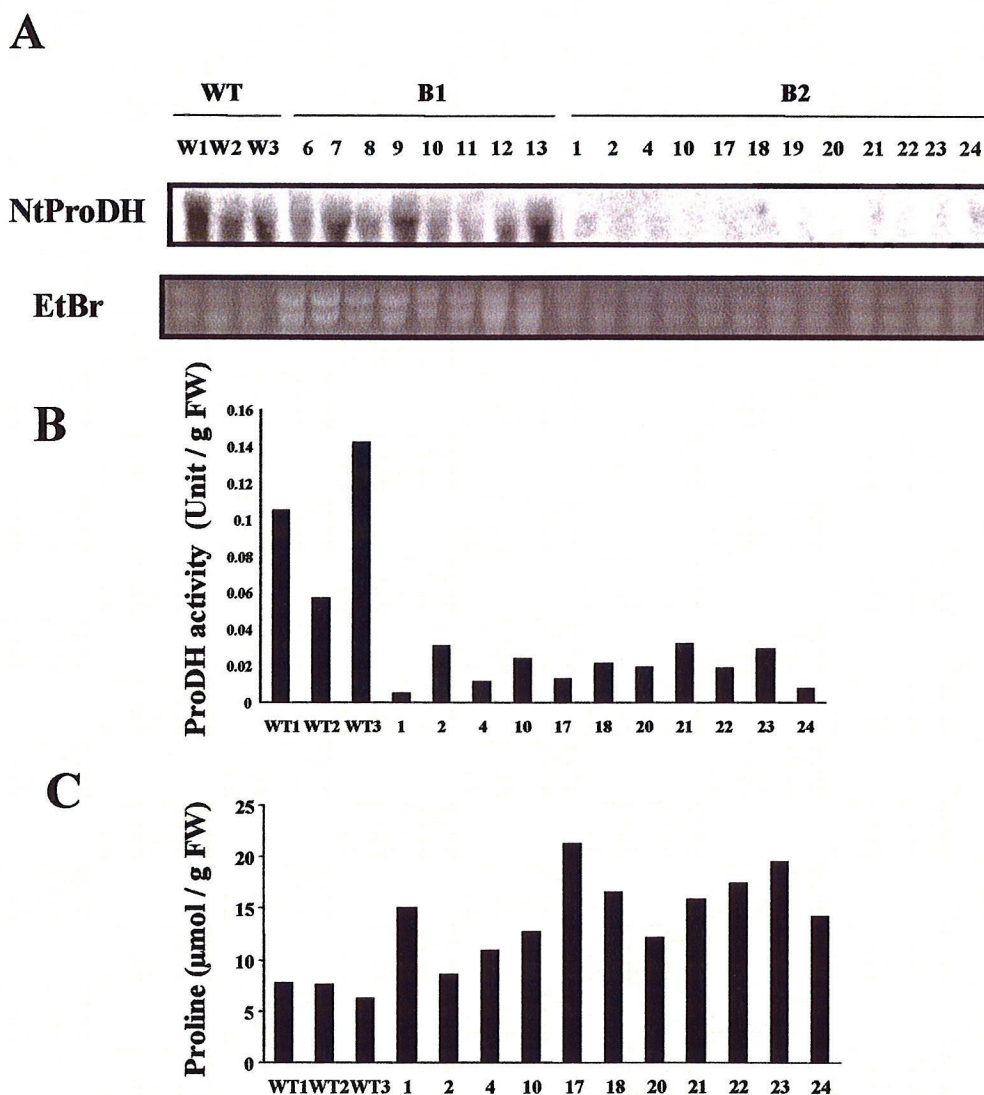 A
WT B1 B2
W1 W2 W3 6 7 8 9 10 11 12 13 1 2 4 10 17 18 19 20 21 22 23 24
NtProDH
EtBr
B
ProDH activity (Unit / g FW)
0.16
0.14
0.12
0.1
0.08
0.06
0.04
0.02
0
WT1 WT2 WT3 1 2 4 10 17 18 20 21 22 23 24
C
Proline (μmol / g FW)
25
20
15
10
5
0
WT1 WT2 WT3 1 2 4 10 17 18 20 21 22 23 24